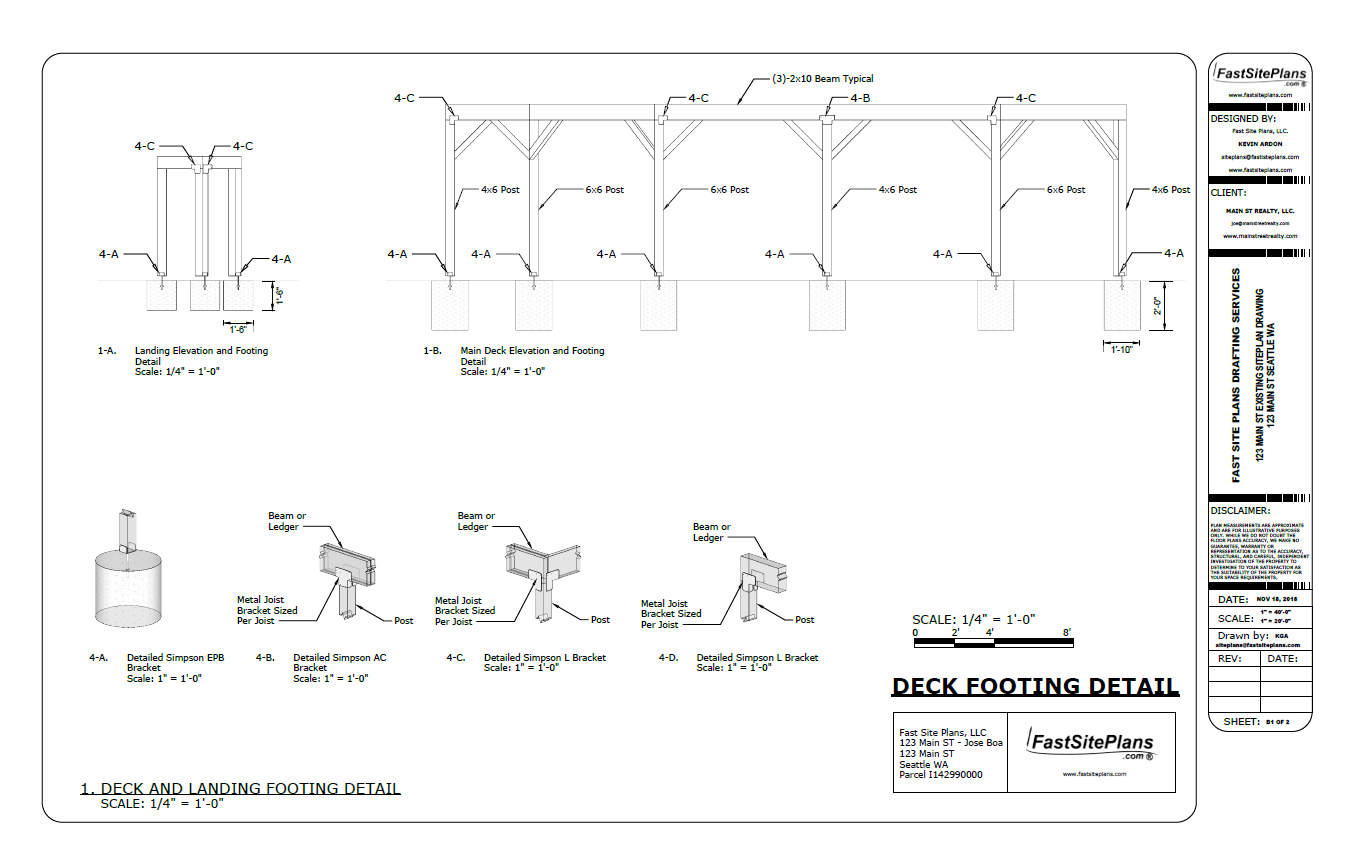 (3)-2x10 Beam Typical
4-C
4-C
4-B
4-C
4-C
4-C
4x6 Post
6x6 Post
6x6 Post
4x6 Post
6x6 Post
4x6 Post
4-A
4-A
4-A
4-A
4-A
4-A
4-A
4-A
1'-6"
1'-6"
2'-0"
1'-10"
1-A. Landing Elevation and Footing
Detail
Scale: 1/4" = 1'-0"
1-B. Main Deck Elevation and Footing
Detail
Scale: 1/4" = 1'-0"
4-A. Detailed Simpson EPB
Bracket
Scale: 1" = 1'-0"
Beam or
Ledger
Metal Joist
Bracket Sized
Per Joist
Post
4-B. Detailed Simpson AC
Bracket
Scale: 1" = 1'-0"
Beam or
Ledger
Metal Joist
Bracket Sized
Per Joist
Post
4-C. Detailed Simpson L Bracket
Scale: 1" = 1'-0"
Beam or
Ledger
Metal Joist
Bracket Sized
Per Joist
Post
4-D. Detailed Simpson L Bracket
Scale: 1" = 1'-0"
SCALE: 1/4" = 1'-0"
0 2' 4' 8'
DECK FOOTING DETAIL
Fast Site Plans, LLC
123 Main ST - Jose Boa
123 Main ST
Seattle WA
Parcel I142990000
FastSitePlans
.com ®
www.fastsiteplans.com
1. DECK AND LANDING FOOTING DETAIL
SCALE: 1/4" = 1'-0"
FastSitePlans
.com ®
www.fastsiteplans.com
DESIGNED BY:
Fast Site Plans, LLC.
KEVIN ARDON
siteplans@fastisteplans.com
www.fastsiteplans.com
CLIENT:
MAIN ST REALTY, LLC.
joe@mainstreetrealty.com
www.mainstreetrealty.com
FAST SITE PLANS DRAFTING SERVICES
123 MAIN ST EXISTING SITEPLAN DRAWING
123 MAIN ST SEATTLE WA
DISCLAIMER:
PLAN MEASUREMENTS ARE APPROXIMATE
AND ARE FOR ILLUSTRATIVE PURPOSES
ONLY. WHILE WE DO NOT DOUBT THE
FLOOR PLANS ACCURACY, WE MAKE NO
GUARANTEE, WARRANTY OR
REPRESENTATION AS TO THE ACCURACY,
STRUCTURAL, AND CAREFUL, INDEPENDENT
INVESTIGATION OF THE PROPERTY TO
DETERMINE TO YOUR SATISFACTION AS
THE SUITABILITY OF THE PROPERTY FOR
YOUR SPACE REQUIREMENTS,
DATE: NOV 18, 2018
SCALE: 1" = 40'-0"
1" = 20'-0"
Drawn by: KGA
siteplans@fastsiteplans.com
REV: DATE:
SHEET: B1 OF 2